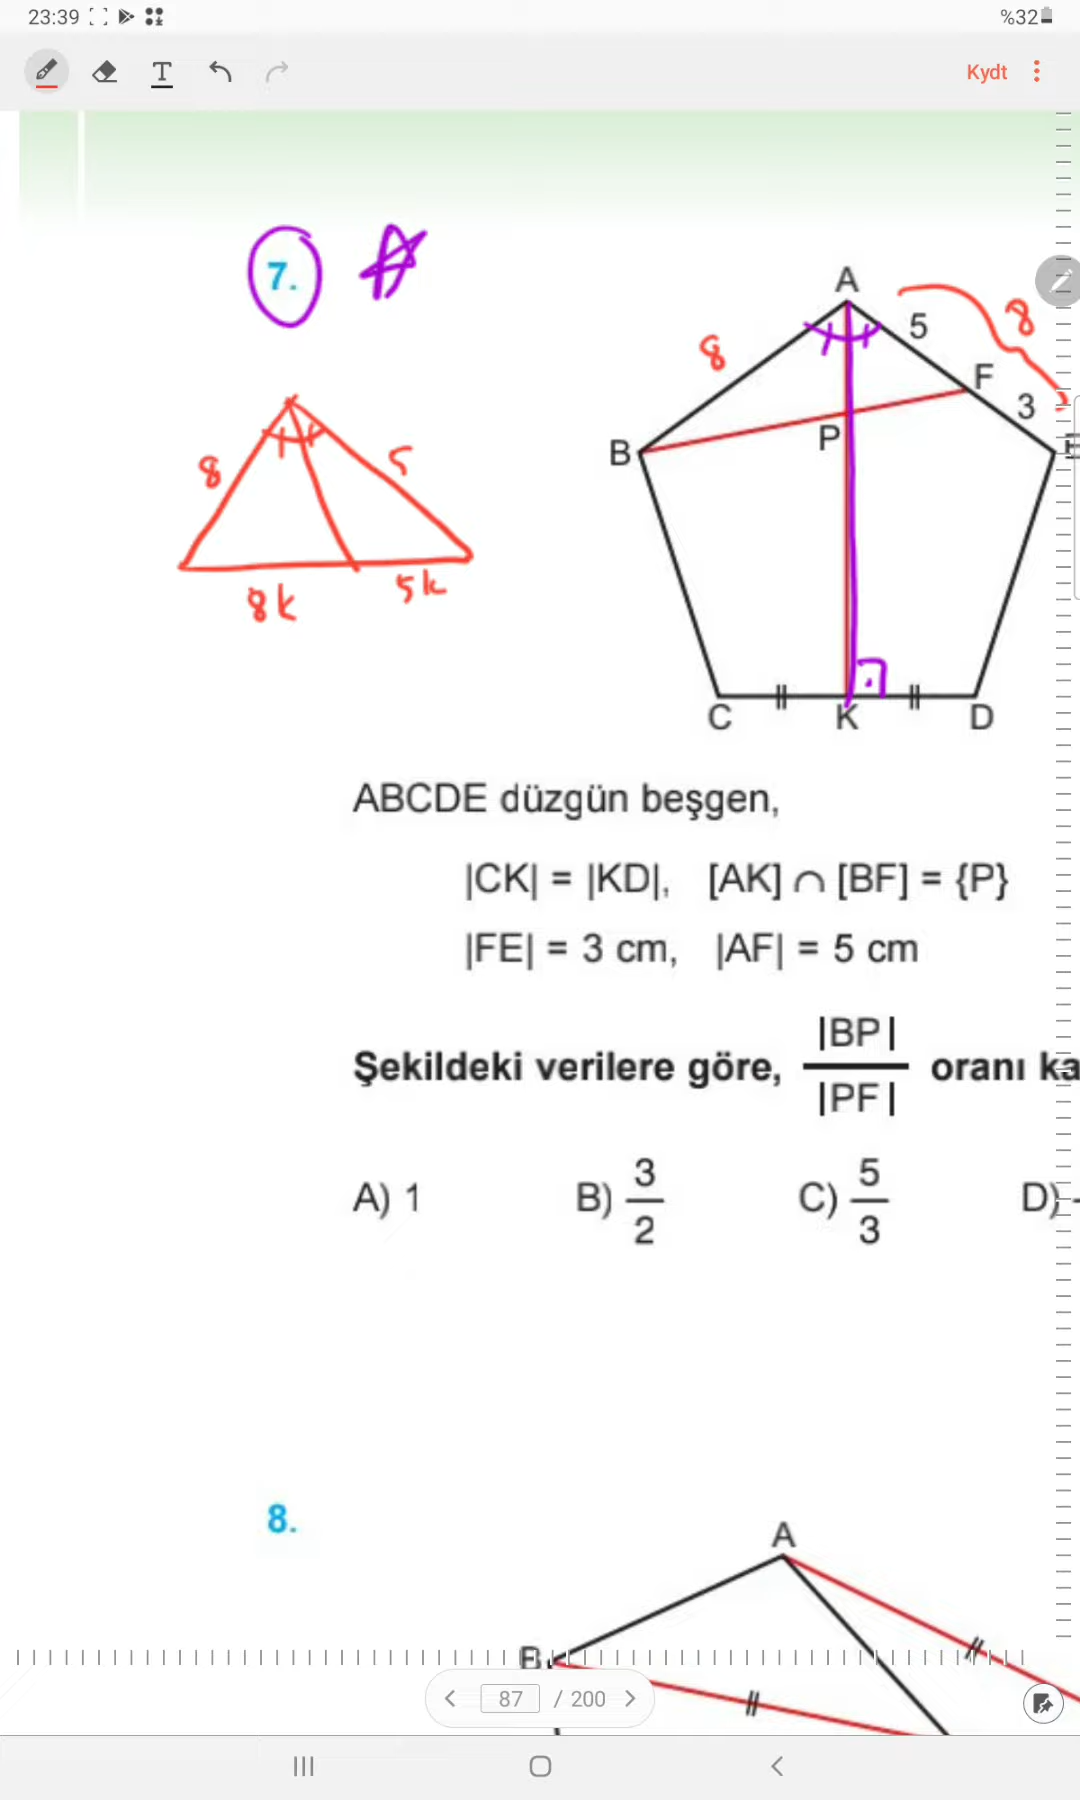 23:39
%32
T
Kydt
7.
A
8
5
8
F
3
B
P
E
8
5
8k
5k
C
K
D
ABCDE düzgün beşgen,
|CK| = |KD|, [AK] ∩ [BF] = {P}
|FE| = 3 cm, |AF| = 5 cm
Şekildeki verilere göre, |BP| / |PF| oranı ka
A) 1 B) 3/2 C) 5/3 D)
8.
A
B
87 / 200